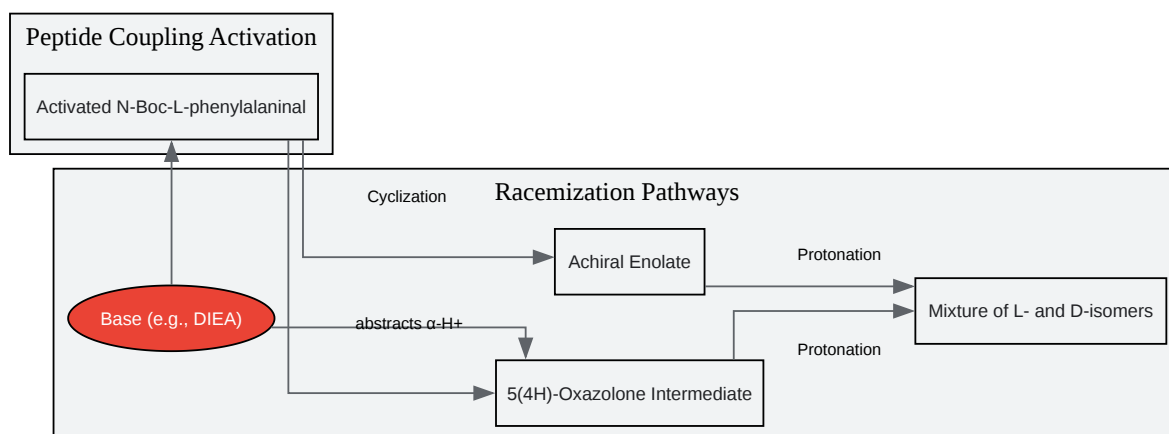 Peptide Coupling Activation
Activated N-Boc-L-phenylalaninal
Racemization Pathways
Cyclization
Achiral Enolate
Protonation
Mixture of L- and D-isomers
Base (e.g., DIEA)
abstracts α-H+
Protonation
5(4H)-Oxazolone Intermediate